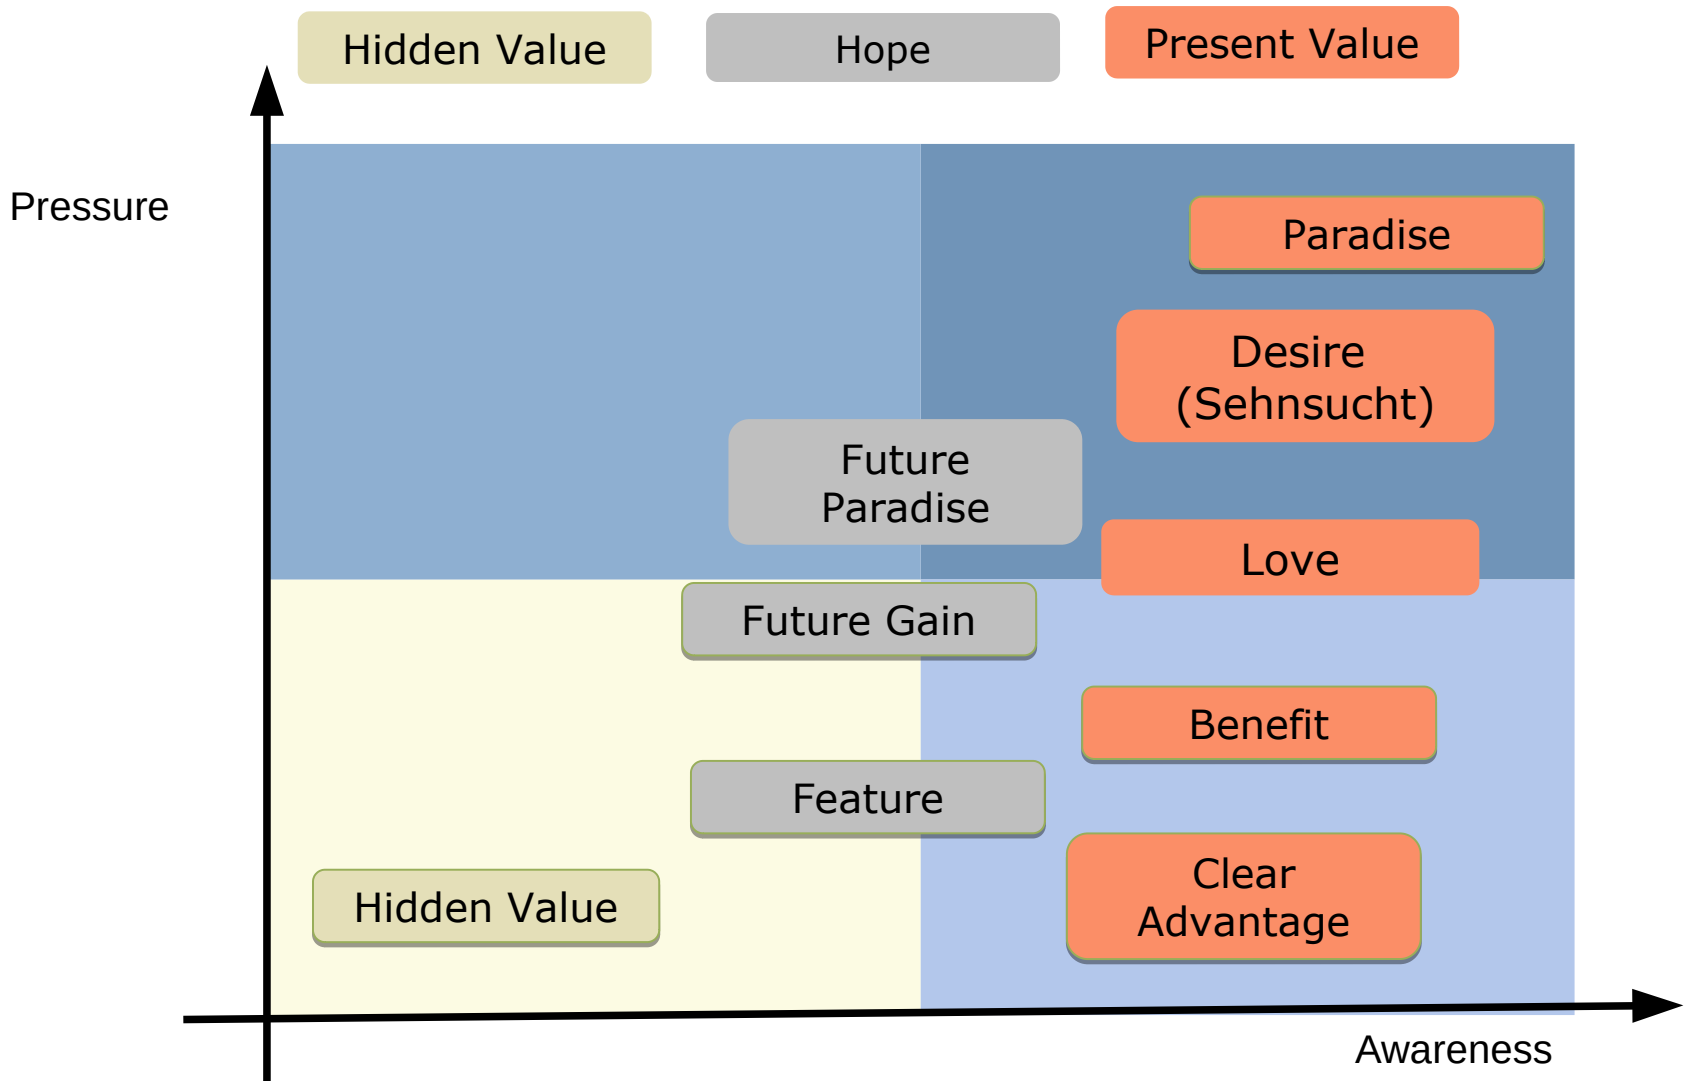 Hidden Value
Hope
Present Value
Pressure
Paradise
Desire
(Sehnsucht)
Future
Paradise
Love
Future Gain
Benefit
Feature
Clear
Advantage
Hidden Value
Awareness